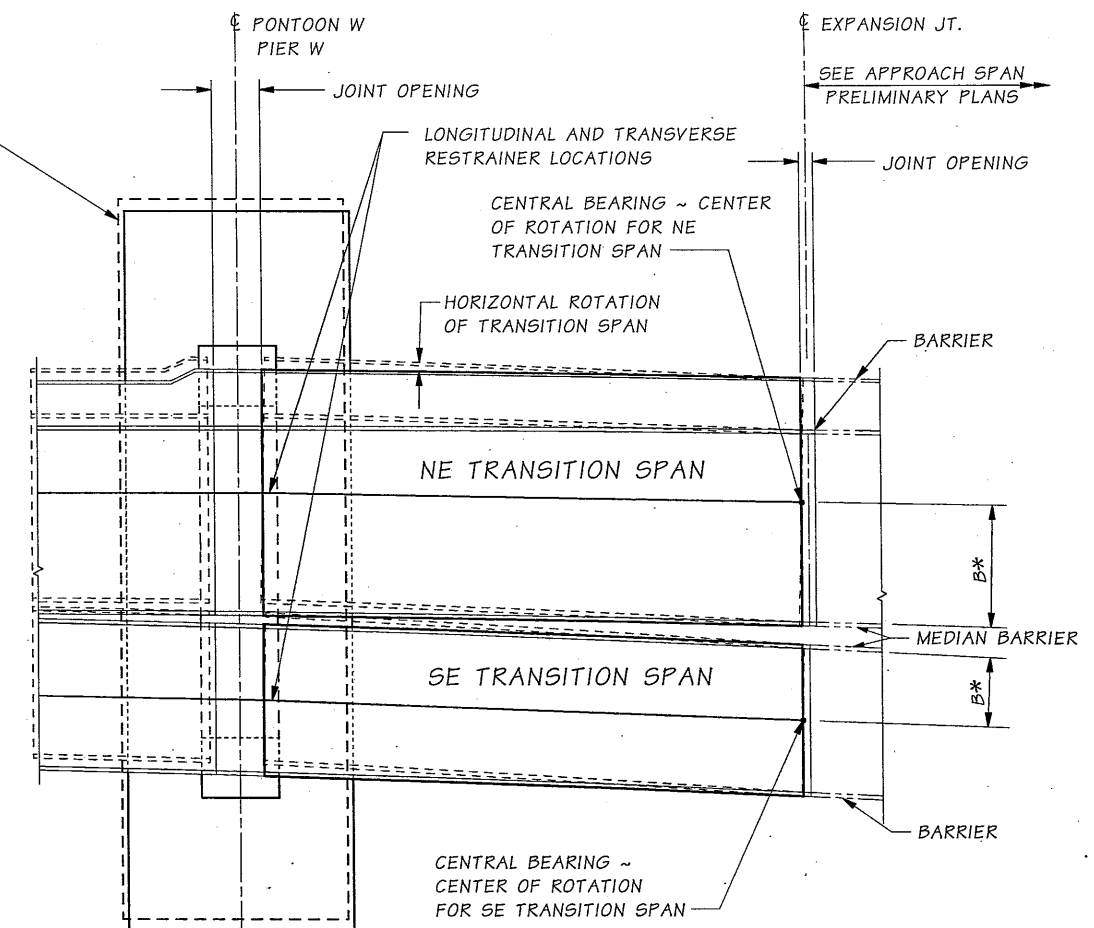 ℄ PONTOON W
PIER W
℄ EXPANSION JT.
SEE APPROACH SPAN
PRELIMINARY PLANS
JOINT OPENING
LONGITUDINAL AND TRANSVERSE
RESTRAINER LOCATIONS
JOINT OPENING
CENTRAL BEARING ~ CENTER
OF ROTATION FOR NE
TRANSITION SPAN
HORIZONTAL ROTATION
OF TRANSITION SPAN
BARRIER
NE TRANSITION SPAN
B*
MEDIAN BARRIER
SE TRANSITION SPAN
B*
BARRIER
CENTRAL BEARING ~
CENTER OF ROTATION
FOR SE TRANSITION SPAN